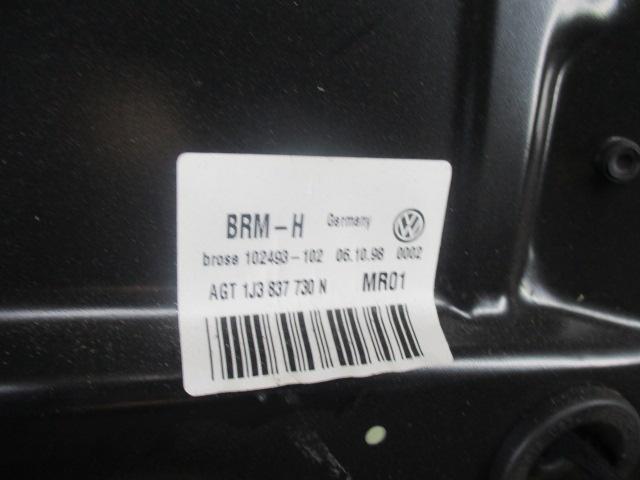 BRM-H Germany
brose 102493-102 06.10.98 0002
AGT 1J3 837 730 N MR01